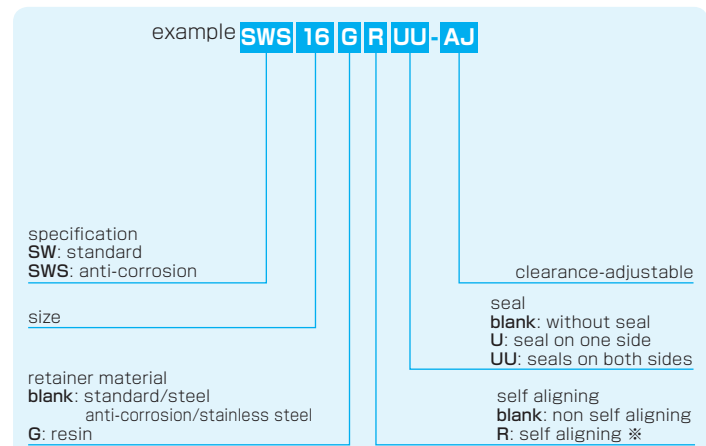 example SWS 16 G R UU - AJ
specification
SW: standard
SWS: anti-corrosion
clearance-adjustable
size
seal
blank: without seal
U: seal on one side
UU: seals on both sides
retainer material
blank: standard/steel
anti-corrosion/stainless steel
G: resin
self aligning
blank: non self aligning
R: self aligning ※